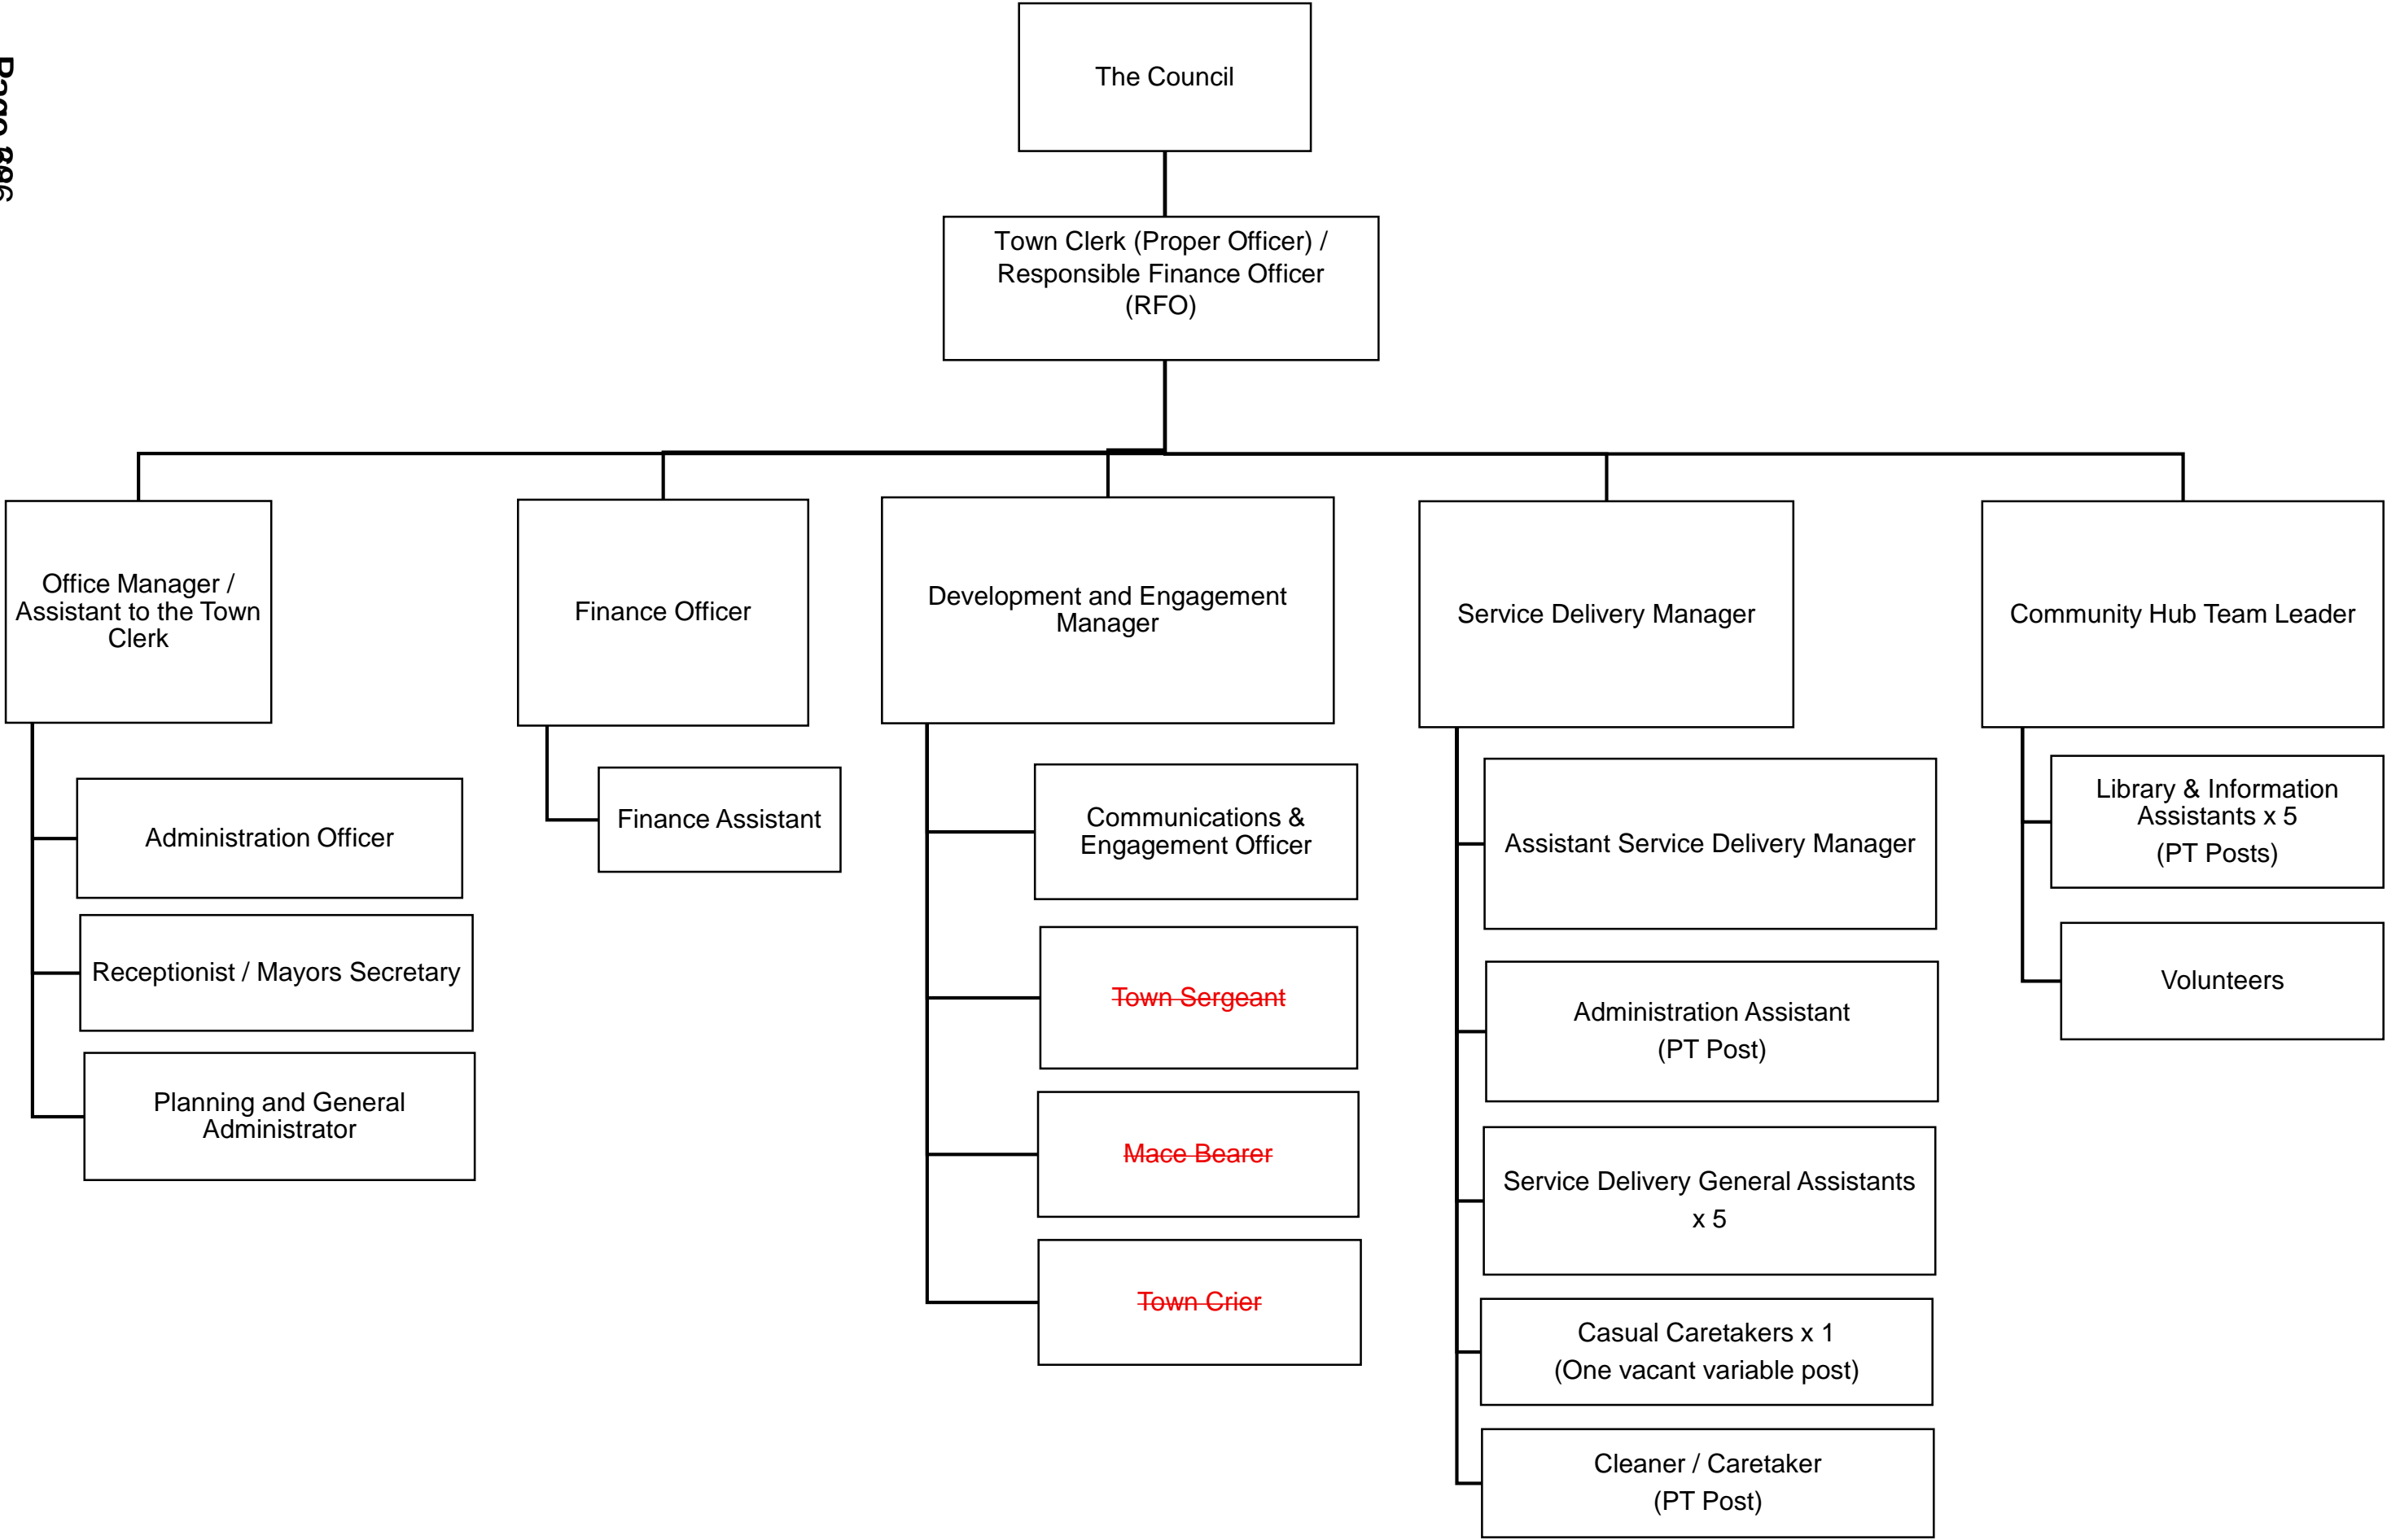 Page
The Council
Town Clerk (Proper Officer) /
Responsible Finance Officer
(RFO)
Office Manager /
Assistant to the Town
Clerk
Finance Officer
Development and Engagement
Manager
Service Delivery Manager
Community Hub Team Leader
Administration Officer
Receptionist / Mayors Secretary
Planning and General
Administrator
Finance Assistant
Communications &
Engagement Officer
Town Sergeant
Mace Bearer
Town Crier
Assistant Service Delivery Manager
Administration Assistant
(PT Post)
Service Delivery General Assistants
x 5
Casual Caretakers x 1
(One vacant variable post)
Cleaner / Caretaker
(PT Post)
Library & Information
Assistants x 5
(PT Posts)
Volunteers